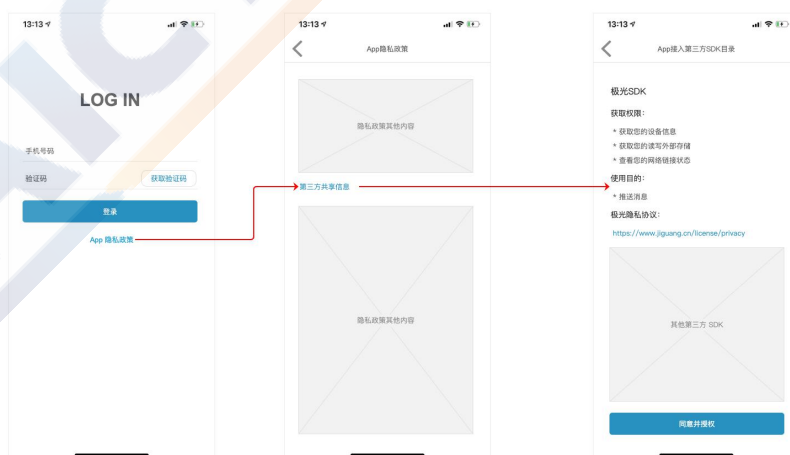 13:13
LOG IN
手机号码
验证码
获取验证码
登录
App 隐私政策
13:13
App隐私政策
隐私政策其他内容
第三方共享信息
隐私政策其他内容
13:13
App接入第三方SDK目录
极光SDK
获取权限：
* 获取您的设备信息
* 获取您的读写外部存储
* 查看您的网络链接状态
使用目的：
* 推送消息
极光隐私协议：
https://www.jiguang.cn/license/privacy
其他第三方 SDK
同意并授权